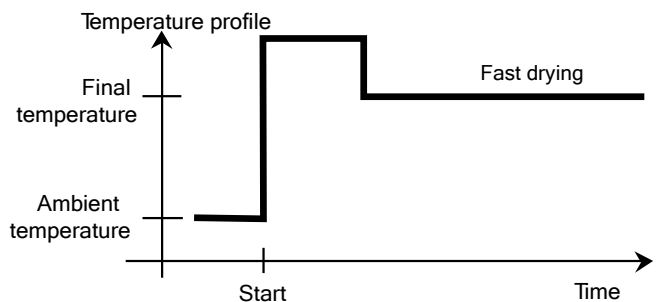 Temperature profile
Final
temperature
Fast drying
Ambient
temperature
Start
Time